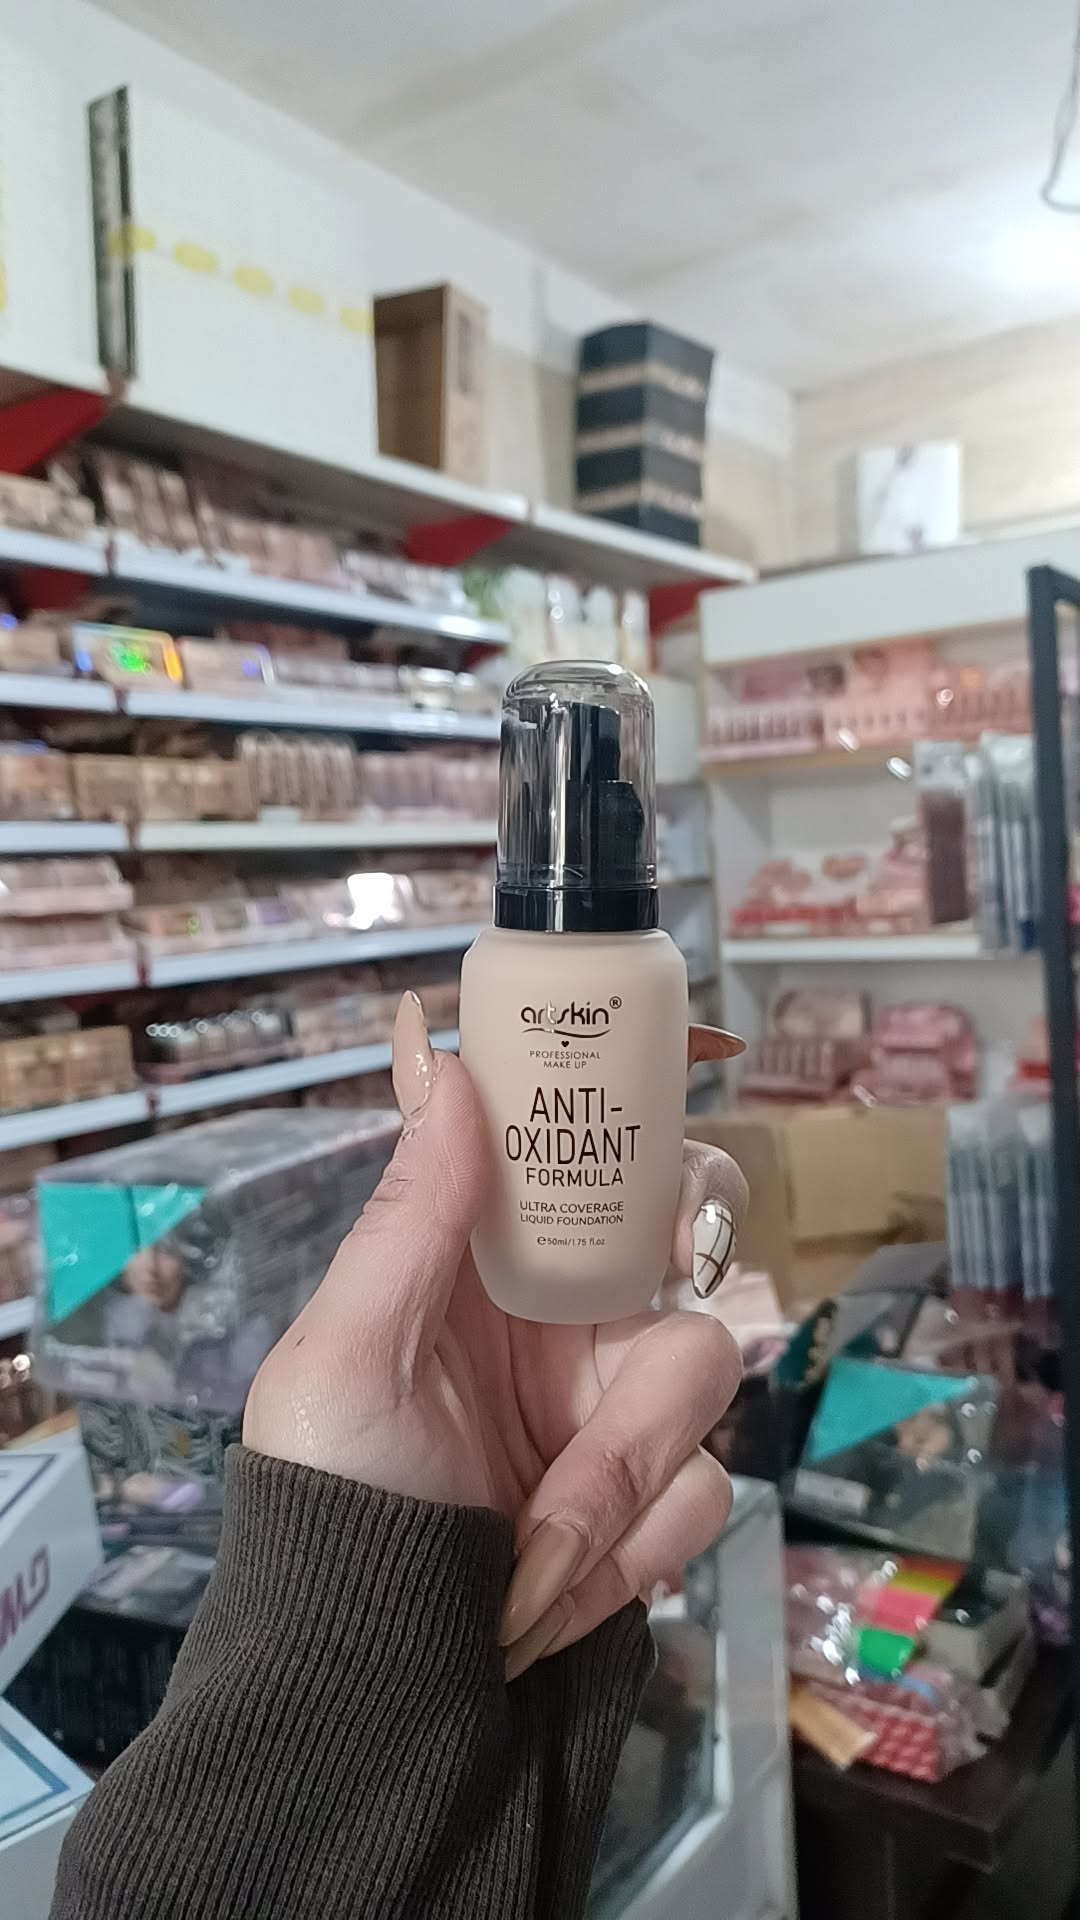 artskin®
PROFESSIONAL
MAKE UP
ANTI-
OXIDANT
FORMULA
ULTRA COVERAGE
LIQUID FOUNDATION
℮50ml/1.75 fl.oz